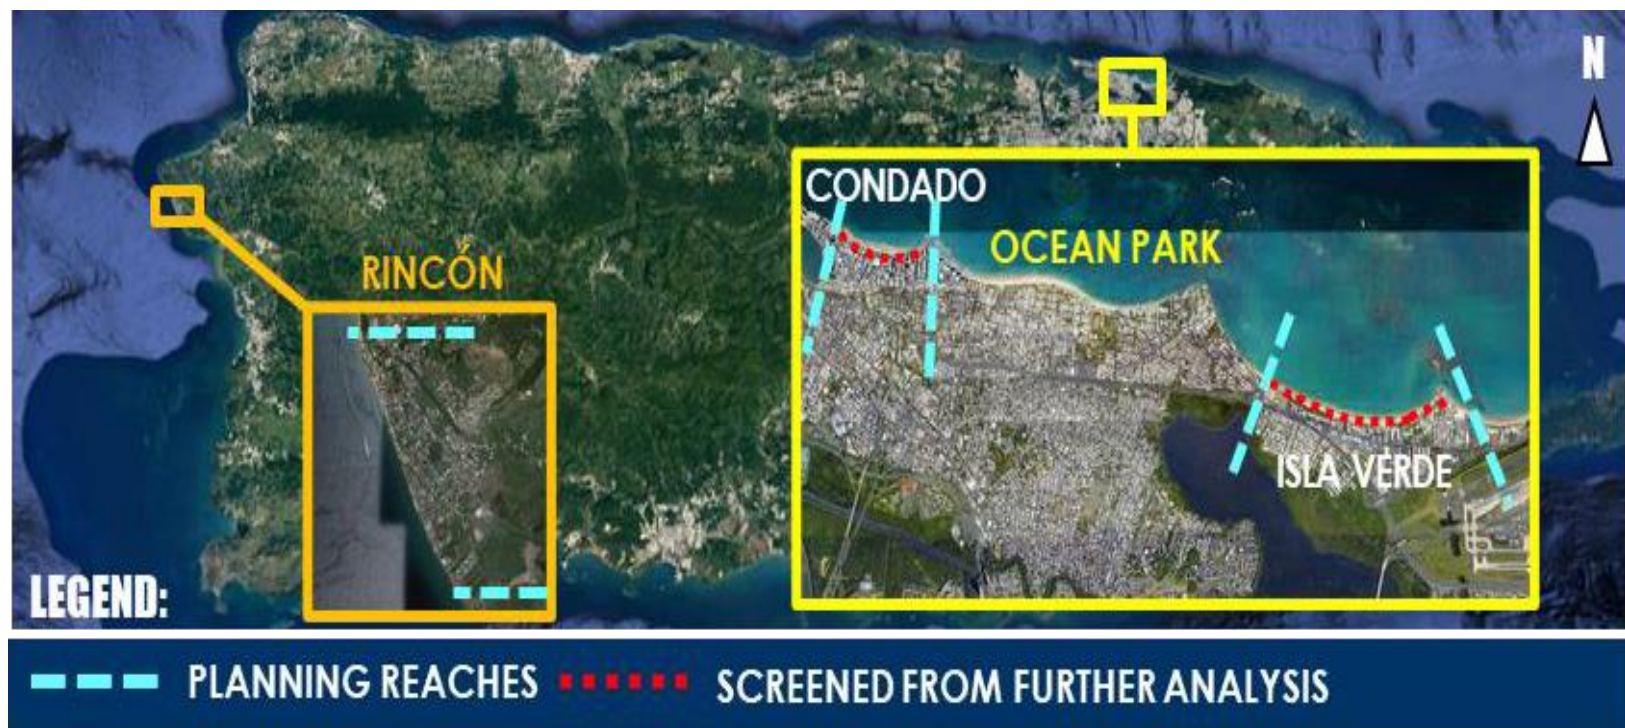 N
CONDADO
OCEAN PARK
RINCÓN
ISLA VERDE
LEGEND:
PLANNING REACHES
SCREENED FROM FURTHER ANALYSIS